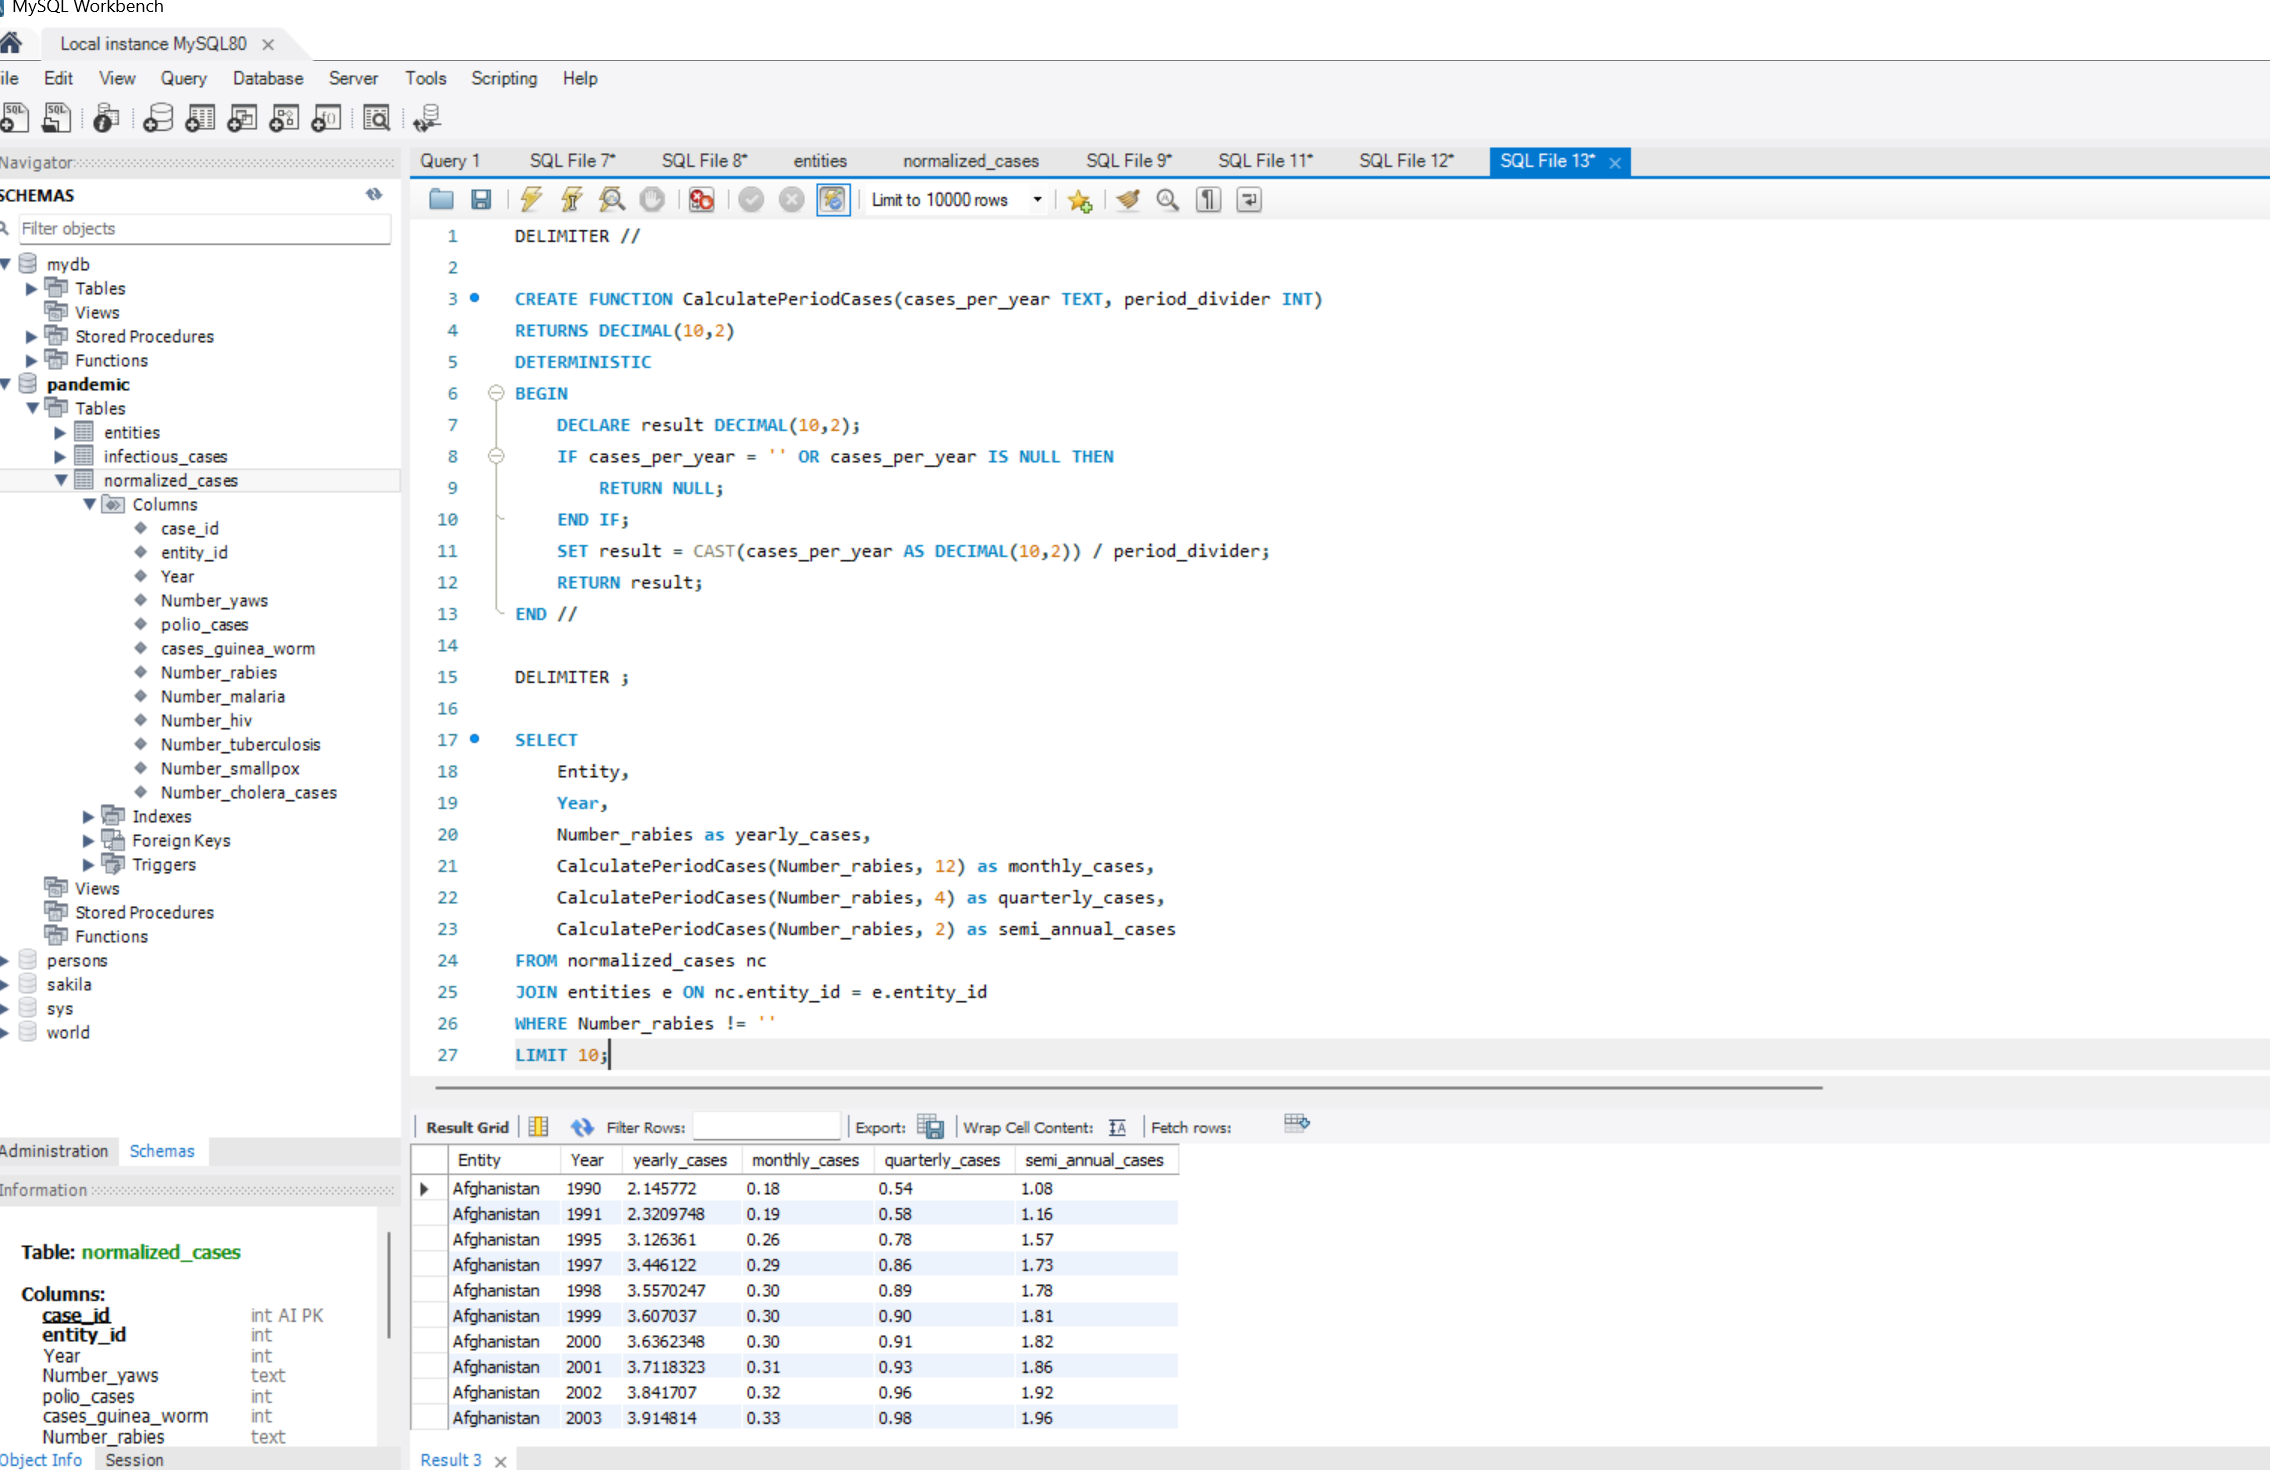 MySQL Workbench
Local instance MySQL80
ile Edit View Query Database Server Tools Scripting Help
Navigator
SCHEMAS
Filter objects
mydb
Tables
Views
Stored Procedures
Functions
pandemic
Tables
entities
infectious_cases
normalized_cases
Columns
case_id
entity_id
Year
Number_yaws
polio_cases
cases_guinea_worm
Number_rabies
Number_malaria
Number_hiv
Number_tuberculosis
Number_smallpox
Number_cholera_cases
Indexes
Foreign Keys
Triggers
Views
Stored Procedures
Functions
persons
sakila
sys
world
Administration Schemas
Information
Table: normalized_cases
Columns:
case_id int AI PK
entity_id int
Year int
Number_yaws text
polio_cases int
cases_guinea_worm int
Number_rabies text
Object Info Session
Query 1 SQL File 7* SQL File 8* entities normalized_cases SQL File 9* SQL File 11* SQL File 12* SQL File 13*
Limit to 10000 rows
1 DELIMITER //
2
3 CREATE FUNCTION CalculatePeriodCases(cases_per_year TEXT, period_divider INT)
4 RETURNS DECIMAL(10,2)
5 DETERMINISTIC
6 BEGIN
7 DECLARE result DECIMAL(10,2);
8 IF cases_per_year = '' OR cases_per_year IS NULL THEN
9 RETURN NULL;
10 END IF;
11 SET result = CAST(cases_per_year AS DECIMAL(10,2)) / period_divider;
12 RETURN result;
13 END //
14
15 DELIMITER ;
16
17 SELECT
18 Entity,
19 Year,
20 Number_rabies as yearly_cases,
21 CalculatePeriodCases(Number_rabies, 12) as monthly_cases,
22 CalculatePeriodCases(Number_rabies, 4) as quarterly_cases,
23 CalculatePeriodCases(Number_rabies, 2) as semi_annual_cases
24 FROM normalized_cases nc
25 JOIN entities e ON nc.entity_id = e.entity_id
26 WHERE Number_rabies != ''
27 LIMIT 10;
Result Grid Filter Rows: Export: Wrap Cell Content: Fetch rows:
Entity Year yearly_cases monthly_cases quarterly_cases semi_annual_cases
Afghanistan 1990 2.145772 0.18 0.54 1.08
Afghanistan 1991 2.3209748 0.19 0.58 1.16
Afghanistan 1995 3.126361 0.26 0.78 1.57
Afghanistan 1997 3.446122 0.29 0.86 1.73
Afghanistan 1998 3.5570247 0.30 0.89 1.78
Afghanistan 1999 3.607037 0.30 0.90 1.81
Afghanistan 2000 3.6362348 0.30 0.91 1.82
Afghanistan 2001 3.7118323 0.31 0.93 1.86
Afghanistan 2002 3.841707 0.32 0.96 1.92
Afghanistan 2003 3.914814 0.33 0.98 1.96
Result 3